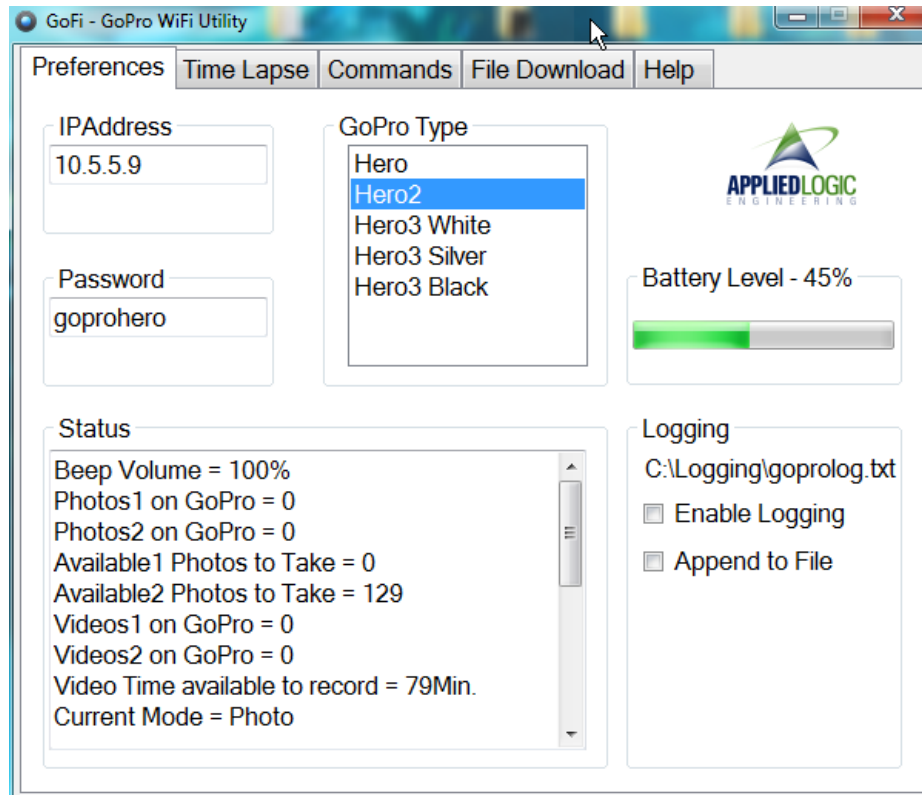 GoFi - GoPro WiFi Utility
Preferences
Time Lapse
Commands
File Download
Help
IPAddress
10.5.5.9
GoPro Type
Hero
Hero2
Hero3 White
Hero3 Silver
Hero3 Black
APPLIEDLOGIC
ENGINEERING
Password
goprohero
Battery Level - 45%
Status
Beep Volume = 100%
Photos1 on GoPro = 0
Photos2 on GoPro = 0
Available1 Photos to Take = 0
Available2 Photos to Take = 129
Videos1 on GoPro = 0
Videos2 on GoPro = 0
Video Time available to record = 79Min.
Current Mode = Photo
Logging
C:\Logging\goprolog.txt
Enable Logging
Append to File